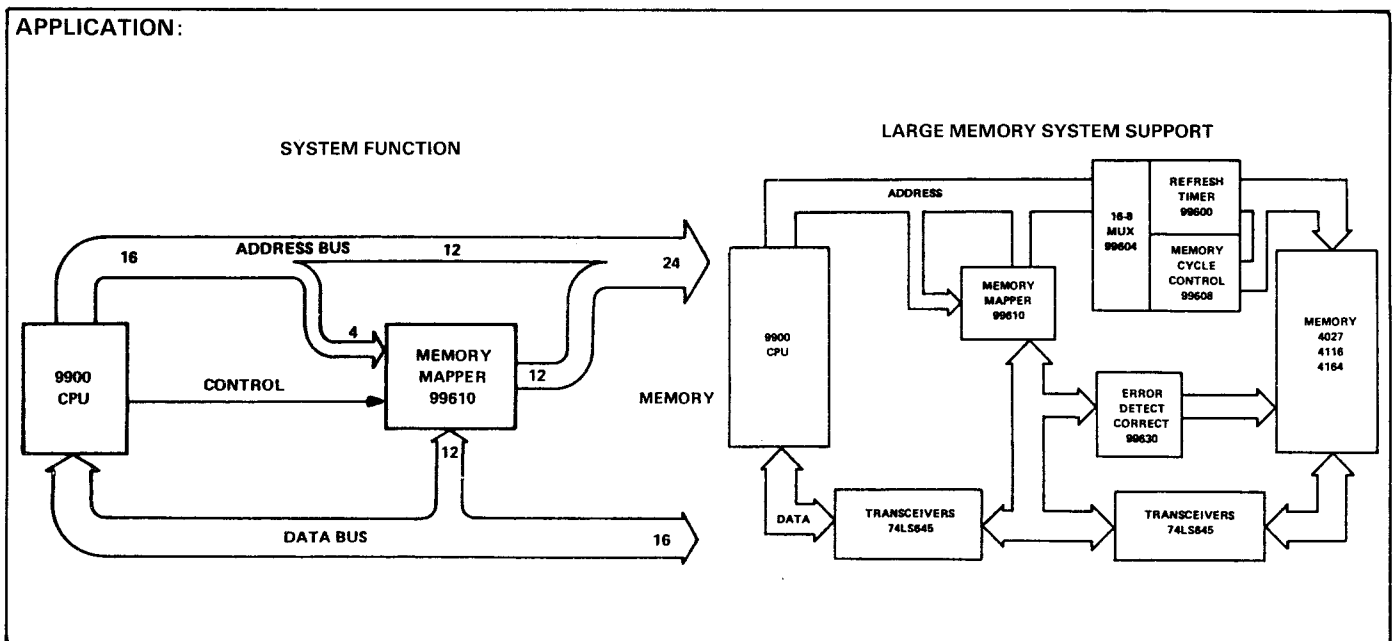 APPLICATION:
SYSTEM FUNCTION
16
ADDRESS BUS
12
24
4
9900
CPU
CONTROL
MEMORY
MAPPER
99610
12
MEMORY
12
DATA BUS
16
LARGE MEMORY SYSTEM SUPPORT
ADDRESS
16-8
MUX
99604
REFRESH
TIMER
99600
MEMORY
CYCLE
CONTROL
99608
MEMORY
MAPPER
99610
9900
CPU
MEMORY
4027
4116
4164
ERROR
DETECT
CORRECT
99630
DATA
TRANSCEIVERS
74LS645
TRANSCEIVERS
74LS645